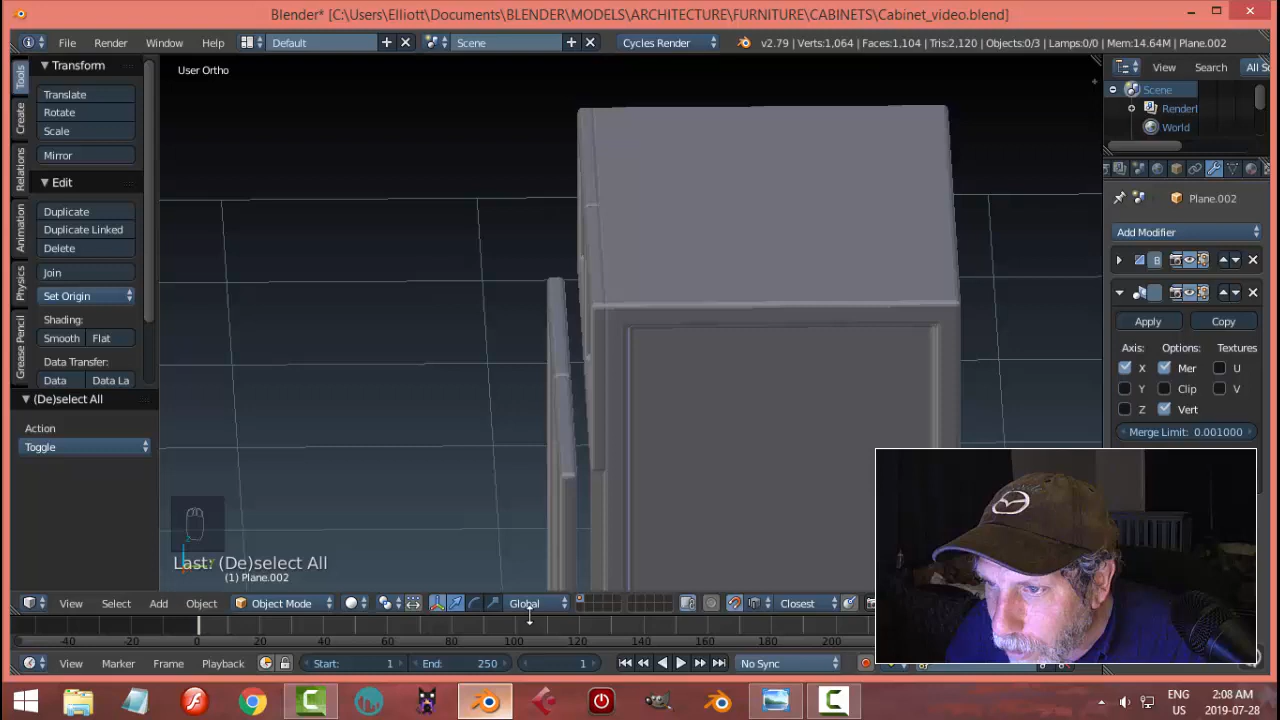 Blender* [C:\Users\Elliott\Documents\BLENDER\MODELS\ARCHITECTURE\FURNITURE\CABINETS\Cabinet_video.blend]
File Render Window Help Default Scene Cycles Render v2.79 | Verts:1,064 | Faces:1,104 | Tris:2,120 | Objects:0/3 | Lamps:0/0 | Mem:14.64M | Plane.002
Tools
Create
Relations
Animation
Physics
Grease Pencil
Transform
Translate
Rotate
Scale
Mirror
Edit
Duplicate
Duplicate Linked
Delete
Join
Set Origin
Shading:
Smooth Flat
Data Transfer:
Data Data La
(De)select All
Action
Toggle
User Ortho
Last: (De)select All
(1) Plane.002
View Search All Sc
Scene
RenderI
World
Plane.002
Add Modifier
B
Apply Copy
Axis: Options: Textures
X Mer U
Y Clip V
Z Vert
Merge Limit: 0.001000
View Select Add Object Object Mode Global Closest
-40 -20 0 20 40 60 80 100 120 140 160 180 200
View Marker Frame Playback Start: 1 End: 250 1 No Sync
ENG
US
2:08 AM
2019-07-28